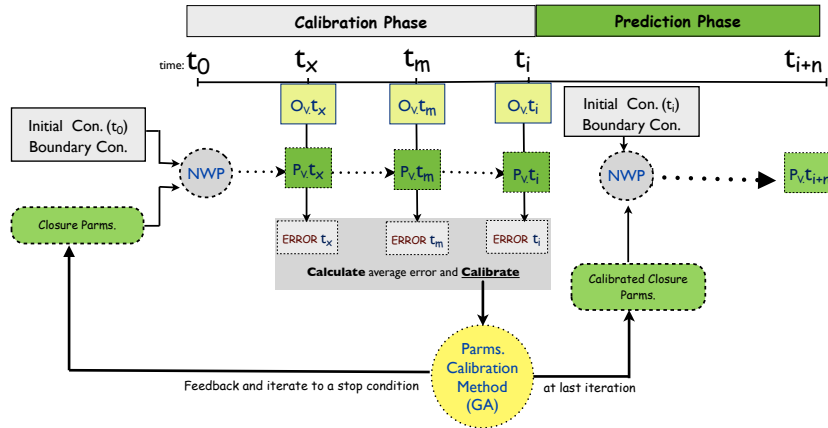 Calibration Phase
Prediction Phase
time: t0 tx tm ti ti+n
Ov.tx Ov.tm Ov.ti
Initial Con. (t0)
Boundary Con.
Initial Con. (ti)
Boundary Con.
NWP
Pv.tx Pv.tm Pv.ti
NWP
Pv.ti+n
Closure Parms.
ERROR tx ERROR tm ERROR ti
Calculate average error and Calibrate
Calibrated Closure
Parms.
Parms.
Calibration
Method
(GA)
Feedback and iterate to a stop condition
at last iteration